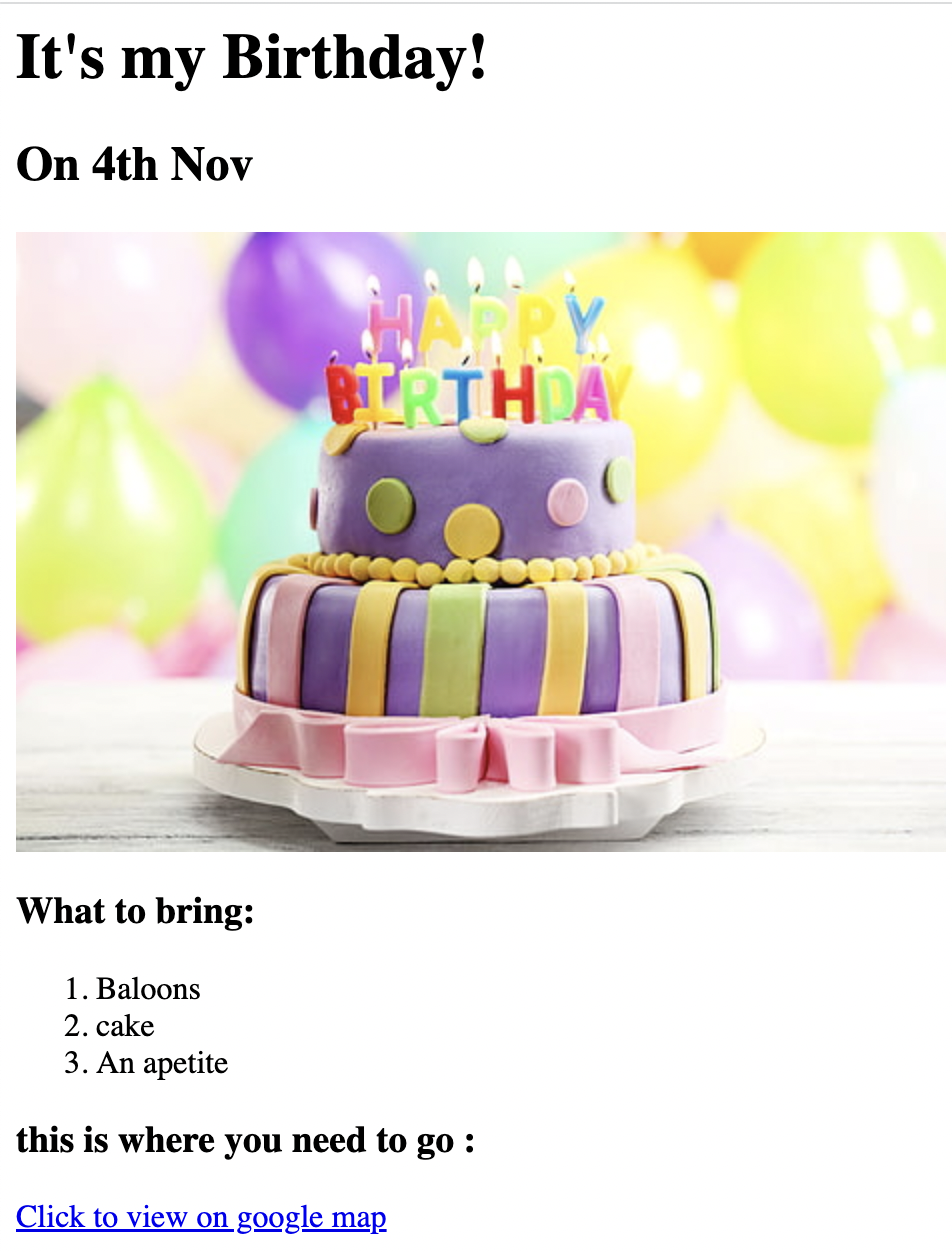 It's my Birthday!
On 4th Nov
HAPPY
BIRTHDAY
What to bring:
1. Baloons
2. cake
3. An apetite
this is where you need to go :
Click to view on google map